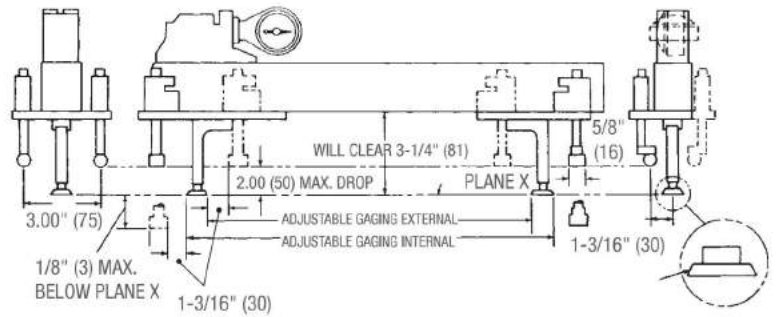 5/8"
(16)
WILL CLEAR 3-1/4" (81)
2.00 (50) MAX. DROP
PLANE X
3.00" (75)
ADJUSTABLE GAGING EXTERNAL
ADJUSTABLE GAGING INTERNAL
1-3/16" (30)
1/8" (3) MAX.
BELOW PLANE X
1-3/16" (30)